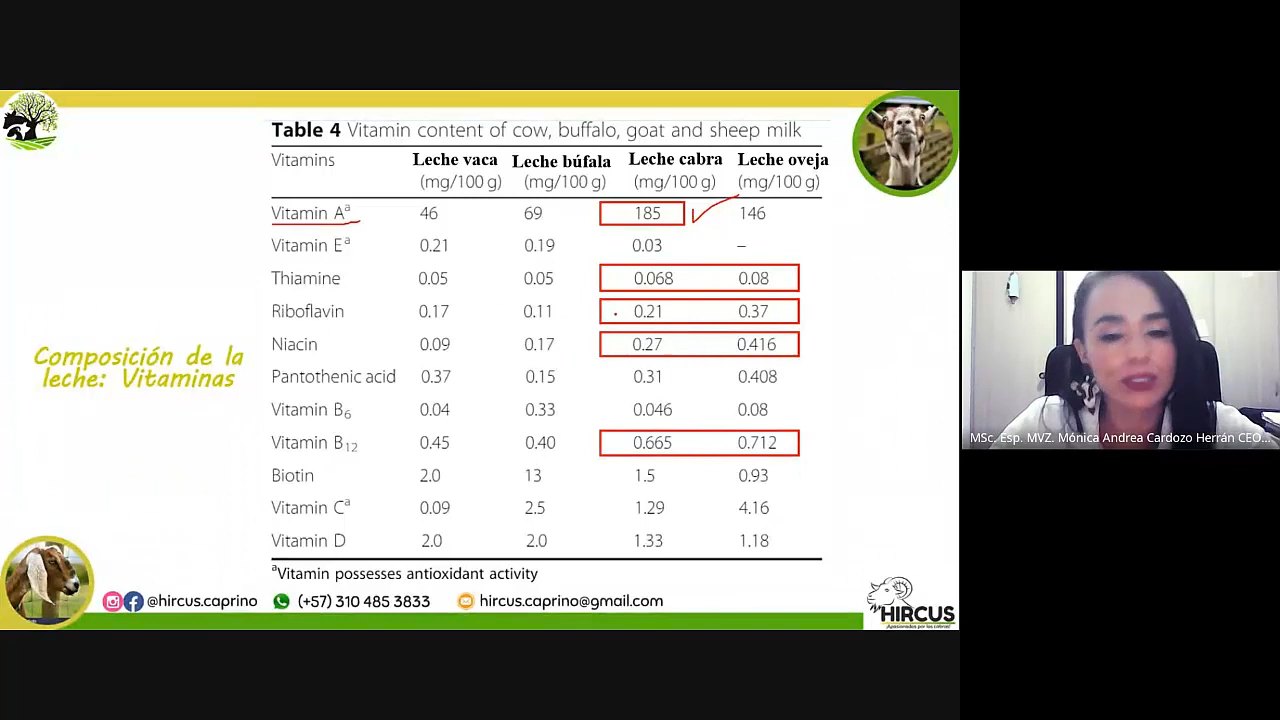 Table 4 Vitamin content of cow, buffalo, goat and sheep milk
Vitamins Leche vaca Leche búfala Leche cabra Leche oveja
(mg/100 g) (mg/100 g) (mg/100 g) (mg/100 g)
Vitamin Aᵃ 46 69 185 146
Vitamin Eᵃ 0.21 0.19 0.03 –
Thiamine 0.05 0.05 0.068 0.08
Riboflavin 0.17 0.11 0.21 0.37
Niacin 0.09 0.17 0.27 0.416
Pantothenic acid 0.37 0.15 0.31 0.408
Vitamin B₆ 0.04 0.33 0.046 0.08
Vitamin B₁₂ 0.45 0.40 0.665 0.712
Biotin 2.0 13 1.5 0.93
Vitamin Cᵃ 0.09 2.5 1.29 4.16
Vitamin D 2.0 2.0 1.33 1.18
ᵃVitamin possesses antioxidant activity
Composición de la
leche: Vitaminas
@hircus.caprino (+57) 310 485 3833 hircus.caprino@gmail.com
HIRCUS
¡Apasionados por las cabras!
MSc. Esp. MVZ. Mónica Andrea Cardozo Herrán CEO...